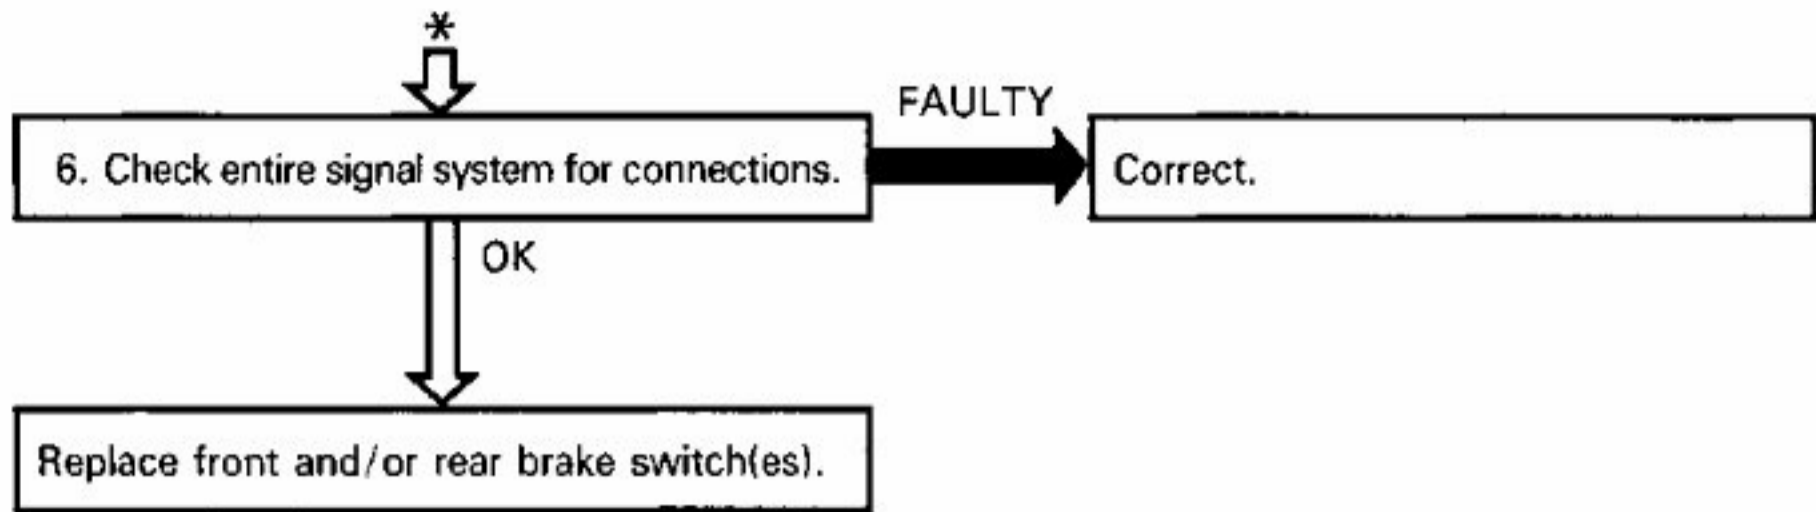 *
FAULTY
6. Check entire signal system for connections.
Correct.
OK
Replace front and/or rear brake switch(es).